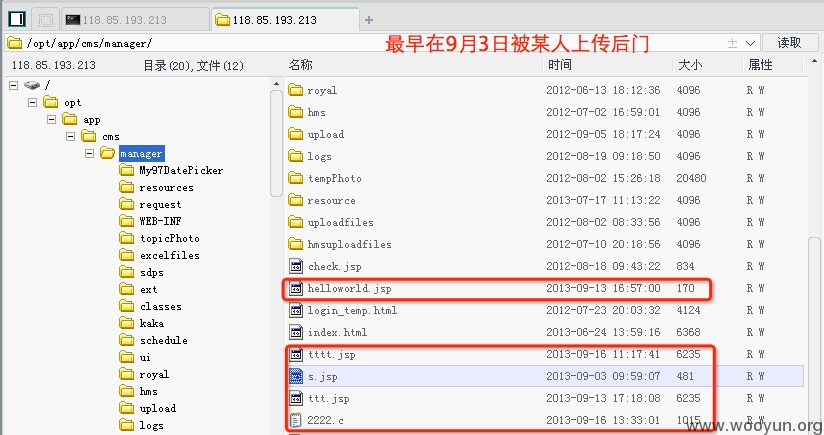 118.85.193.213 118.85.193.213 +
/opt/app/cms/manager/ 读取
最早在9月3日被某人上传后门
118.85.193.213 目录(20),文件(12) 名称 时间 大小 属性
/
opt
app
cms
manager
My97DatePicker
resources
request
WEB-INF
topicPhoto
excelfiles
sdps
ext
classes
kaka
schedule
ui
royal
hms
upload
logs
royal 2012-06-13 18:12:36 4096 R W
hms 2012-07-02 16:59:01 4096 R W
upload 2012-09-05 18:17:24 4096 R W
logs 2012-08-19 09:18:50 4096 R W
tempPhoto 2012-08-02 15:26:18 20480 R W
resource 2013-07-17 11:13:22 4096 R W
uploadfiles 2012-08-02 08:33:56 4096 R W
hmsuploadfiles 2012-07-10 20:18:56 4096 R W
check.jsp 2012-08-18 09:43:22 834 R W
helloworld.jsp 2013-09-13 16:57:00 170 R W
login_temp.html 2012-07-23 20:03:32 4124 R W
index.html 2013-06-24 13:59:16 6368 R W
tttt.jsp 2013-09-16 11:17:41 6235 R W
s.jsp 2013-09-03 09:59:07 481 R W
ttt.jsp 2013-09-13 17:18:08 6235 R W
2222.c 2013-09-16 13:33:01 1015 R W
www.wooyun.org